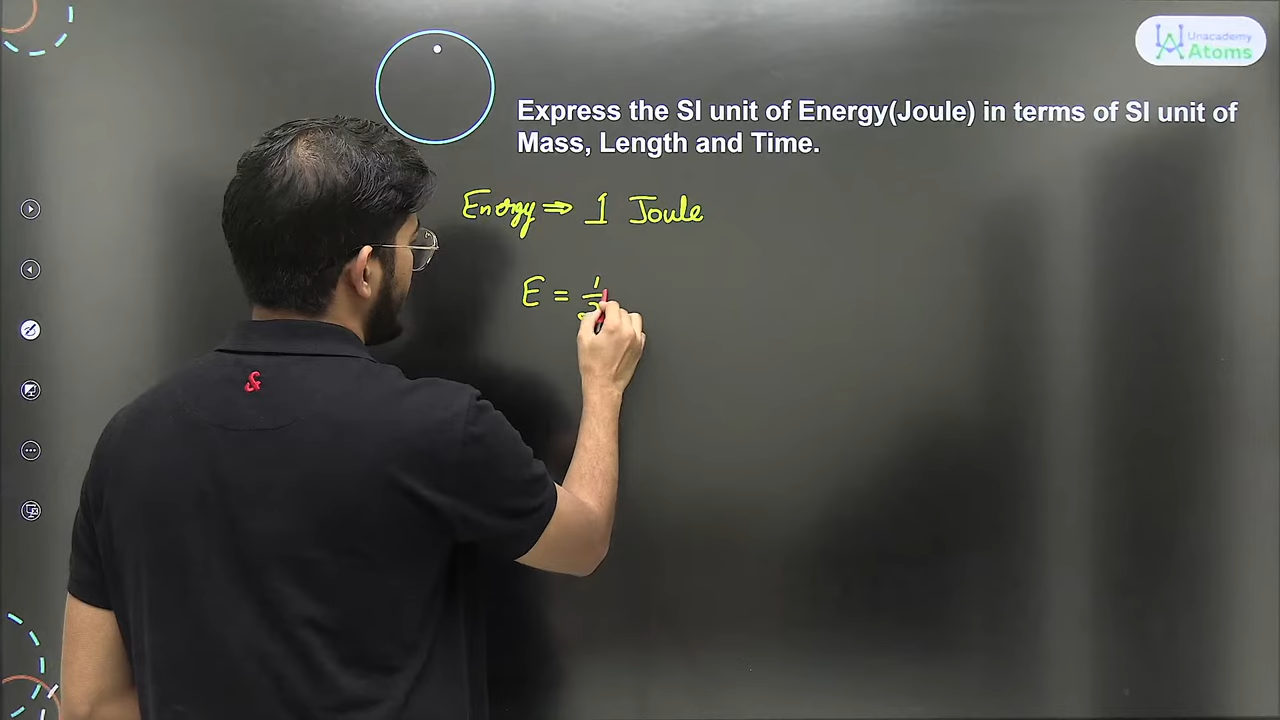 Unacademy
Atoms
Express the SI unit of Energy(Joule) in terms of SI unit of
Mass, Length and Time.
Energy ⇒ 1 Joule
E = 1/2
&